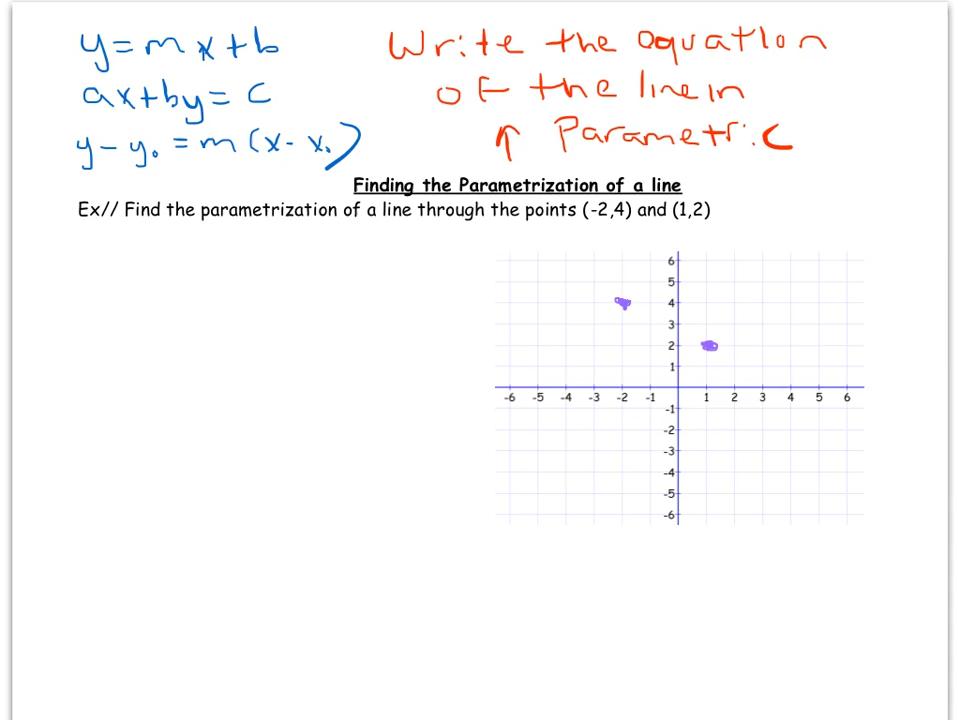 y = mx + b
Write the equation
ax + by = c
of the line in
y - y₀ = m(x - x₀)
↑ Parametric
Finding the Parametrization of a line
Ex// Find the parametrization of a line through the points (-2,4) and (1,2)
6
5
4
3
2
1
-6 -5 -4 -3 -2 -1 1 2 3 4 5 6
-1
-2
-3
-4
-5
-6